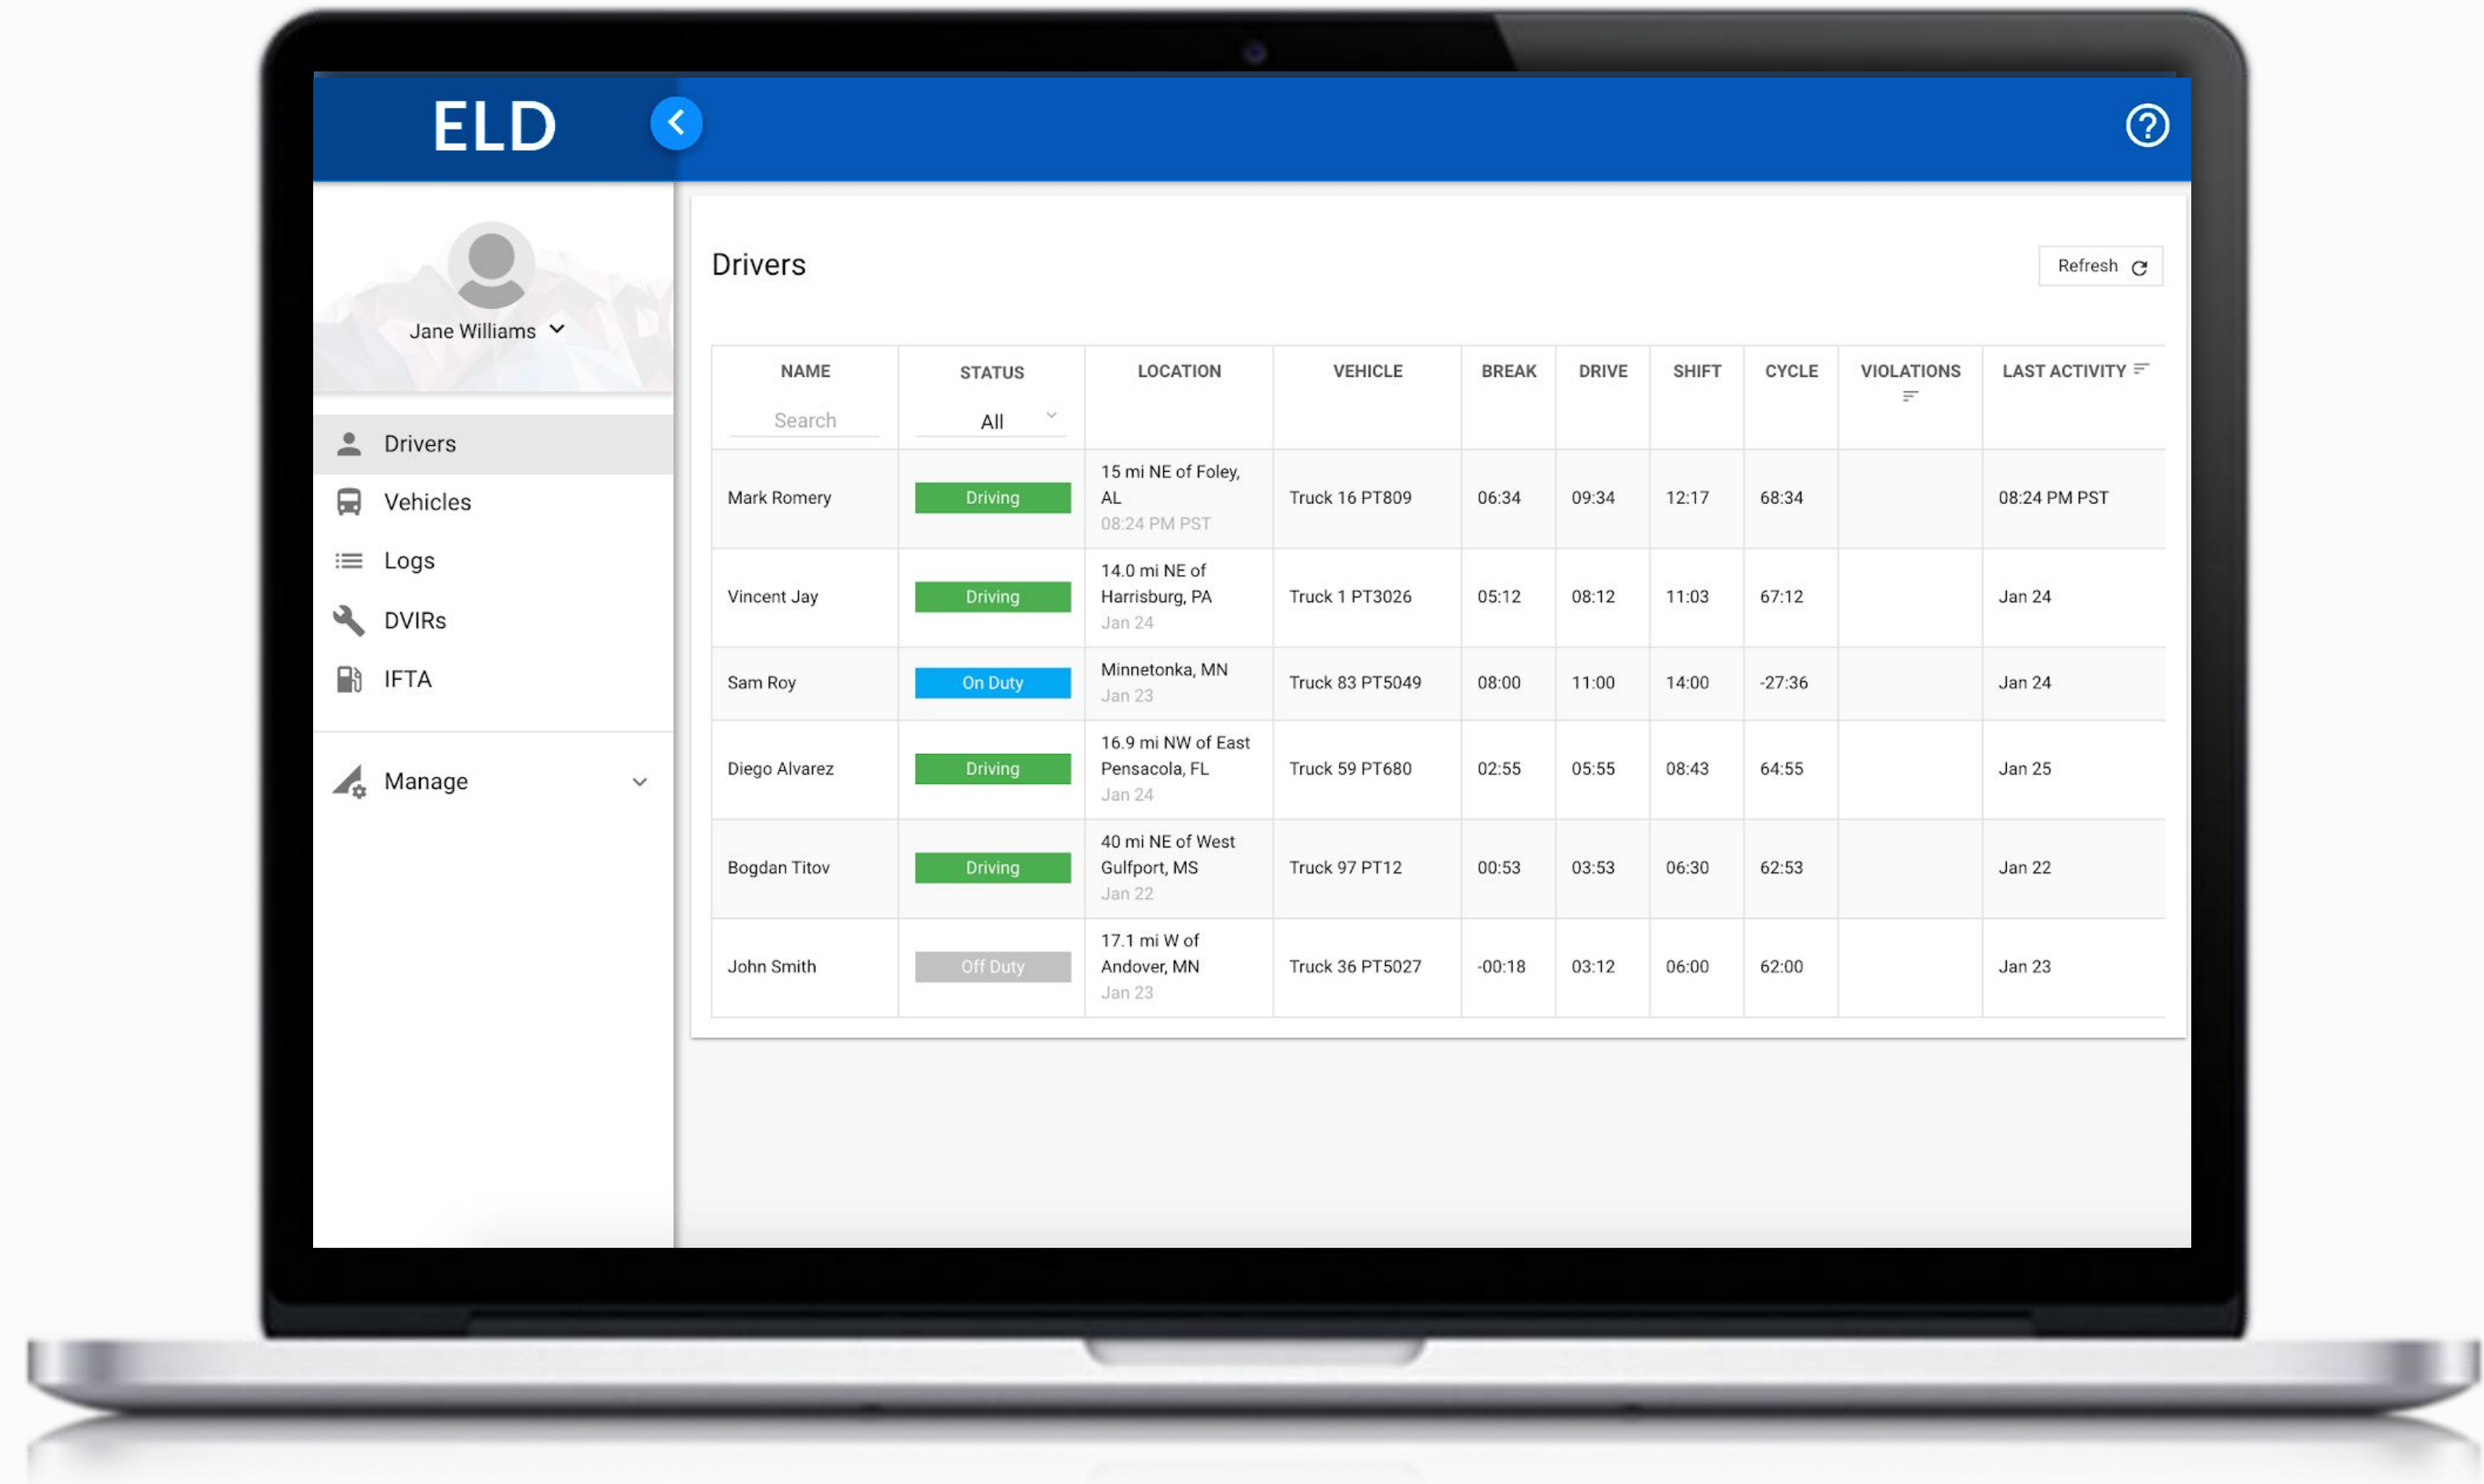 ELD
Jane Williams
Drivers
Vehicles
Logs
DVIRs
IFTA
Manage
Drivers
Refresh
NAME STATUS LOCATION VEHICLE BREAK DRIVE SHIFT CYCLE VIOLATIONS LAST ACTIVITY
Search All
15 mi NE of Foley,
Mark Romery Driving AL Truck 16 PT809 06:34 09:34 12:17 68:34 08:24 PM PST
08:24 PM PST
14.0 mi NE of
Vincent Jay Driving Harrisburg, PA Truck 1 PT3026 05:12 08:12 11:03 67:12 Jan 24
Jan 24
Minnetonka, MN
Sam Roy On Duty Truck 83 PT5049 08:00 11:00 14:00 -27:36 Jan 24
Jan 23
16.9 mi NW of East
Diego Alvarez Driving Pensacola, FL Truck 59 PT680 02:55 05:55 08:43 64:55 Jan 25
Jan 24
40 mi NE of West
Bogdan Titov Driving Gulfport, MS Truck 97 PT12 00:53 03:53 06:30 62:53 Jan 22
Jan 22
17.1 mi W of
John Smith Off Duty Andover, MN Truck 36 PT5027 -00:18 03:12 06:00 62:00 Jan 23
Jan 23